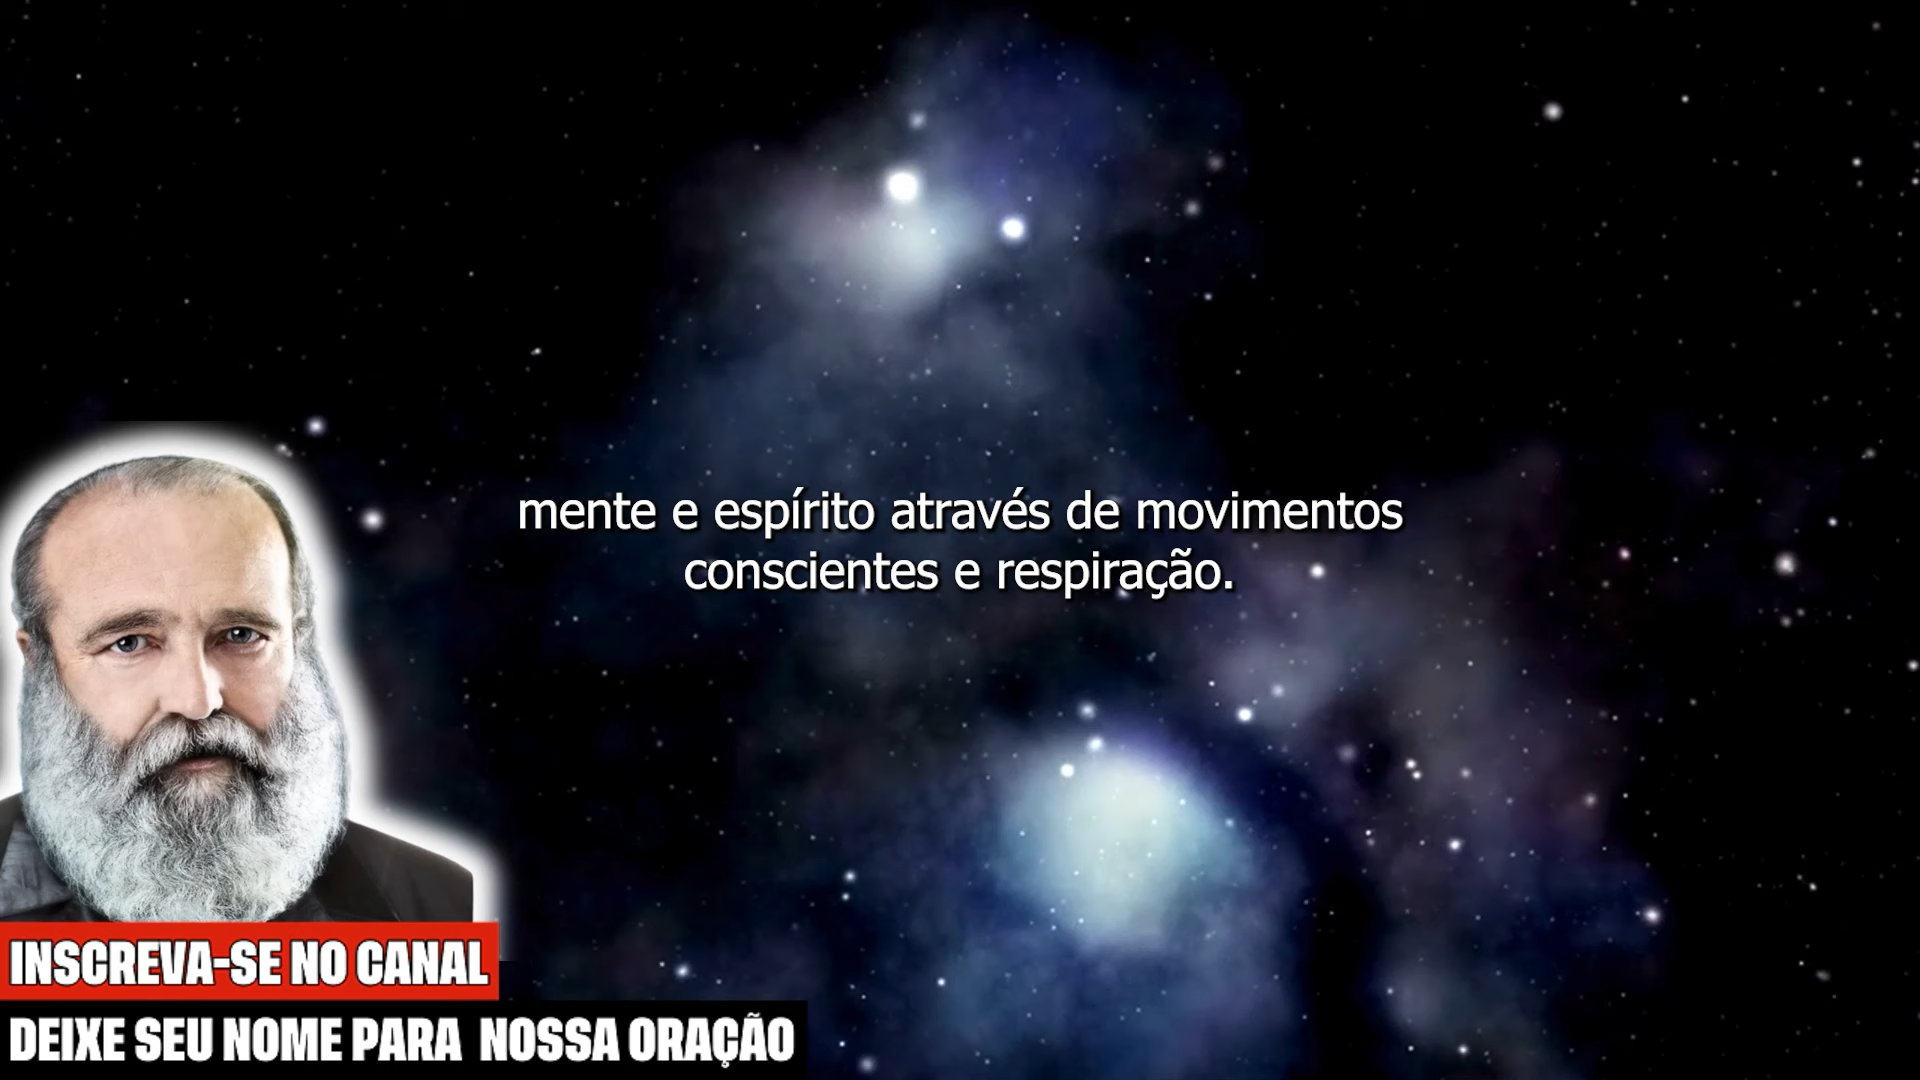 mente e espírito através de movimentos
conscientes e respiração.
INSCREVA-SE NO CANAL
DEIXE SEU NOME PARA NOSSA ORAÇÃO